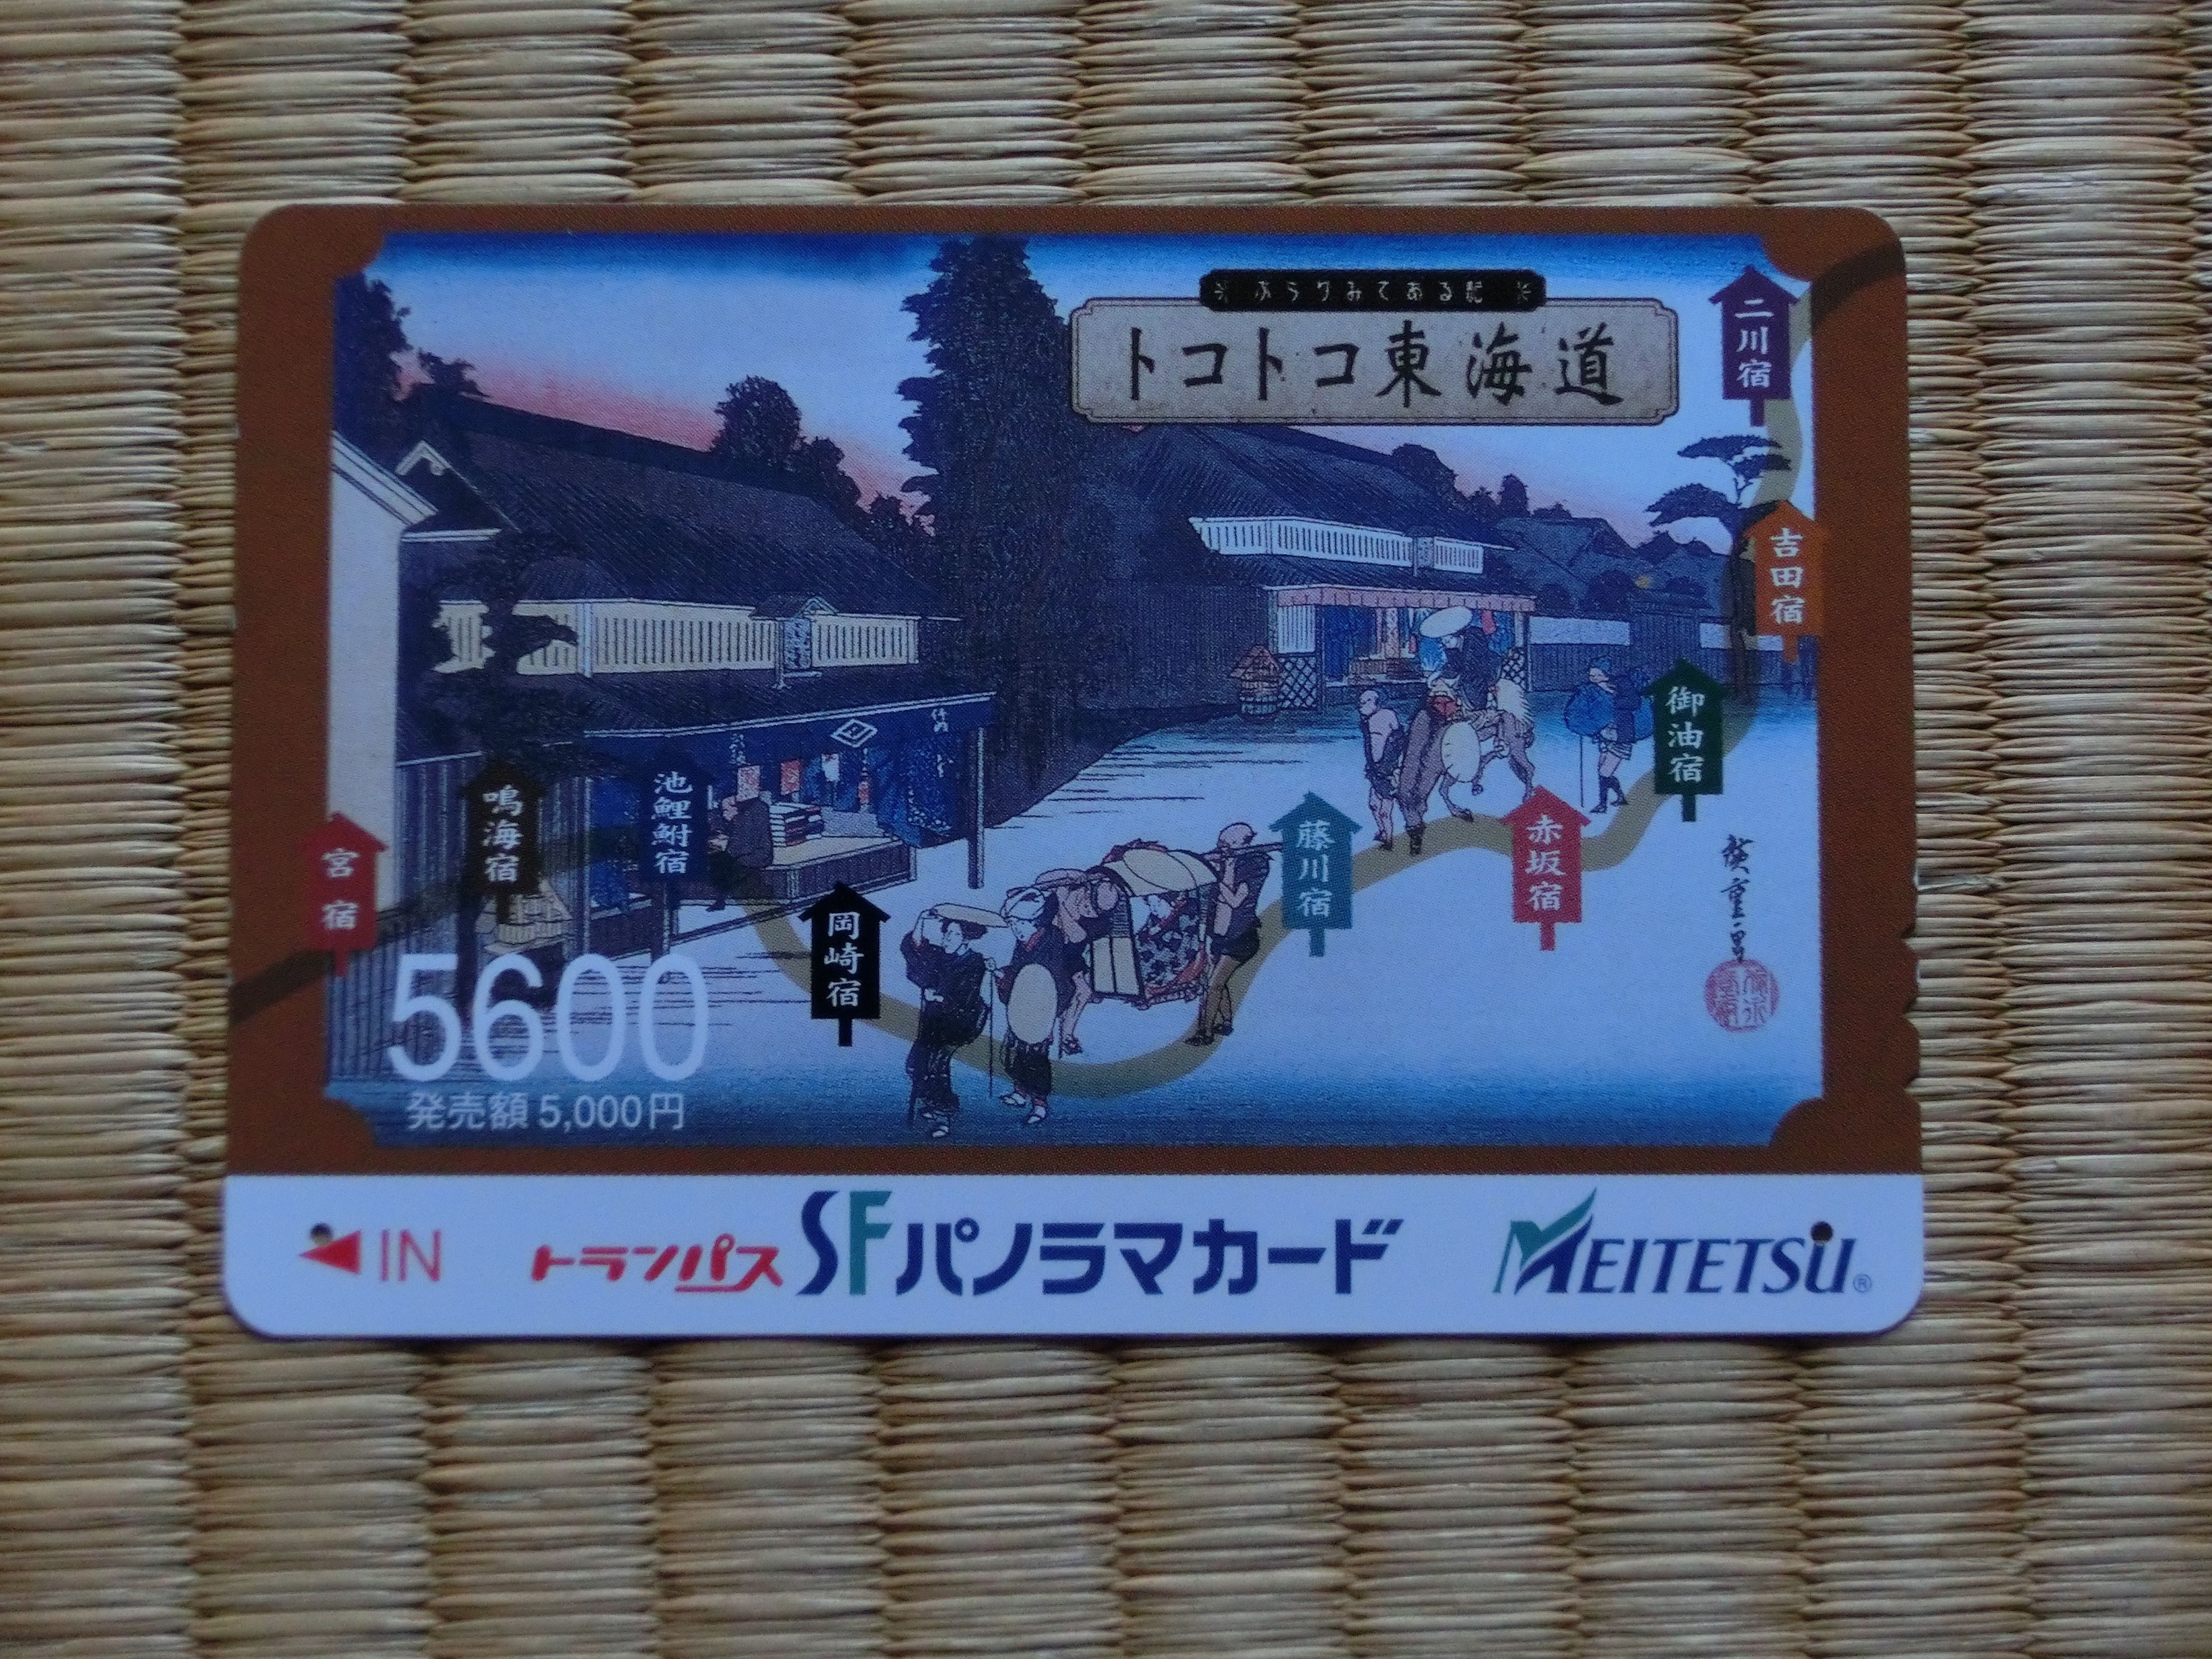 ぶらりみてある記
トコトコ東海道
二川宿
吉田宿
御油宿
赤坂宿
藤川宿
岡崎宿
池鯉鮒宿
鳴海宿
宮宿
廣重画
5600
発売額 5,000円
IN
トランパス SFパノラマカード
MEITETSU®